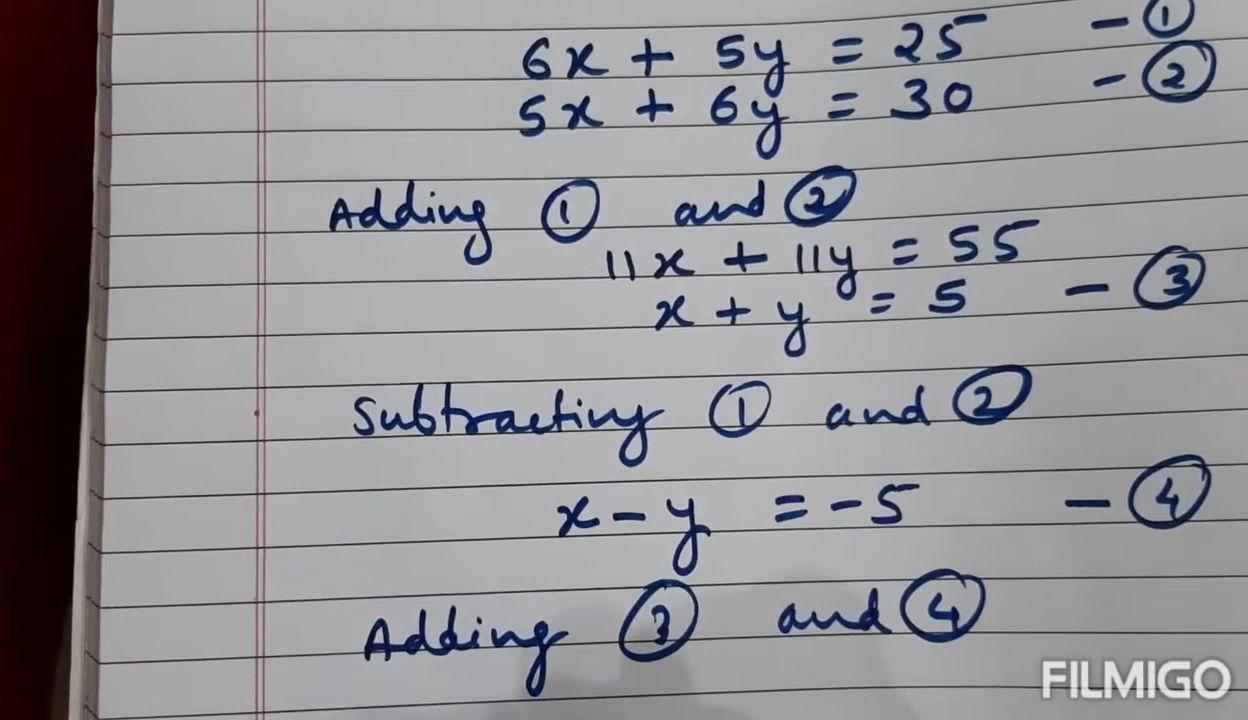 6x + 5y = 25 - ①
5x + 6y = 30 - ②
Adding ① and ②
11x + 11y = 55
x + y = 5 - ③
Subtracting ① and ②
x - y = -5 - ④
Adding ③ and ④
FILMIGO